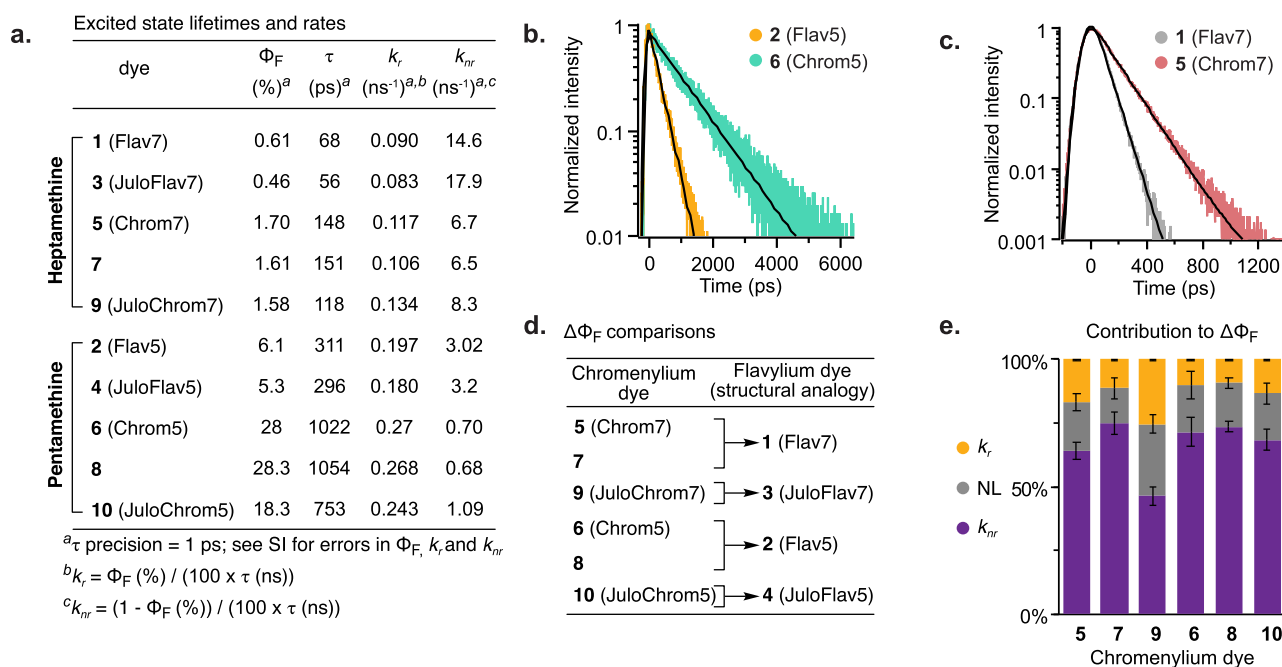 a.
Excited state lifetimes and rates
dye ΦF (%)a τ (ps)a kr (ns-1)a,b knr (ns-1)a,c
Heptamethine
1 (Flav7) 0.61 68 0.090 14.6
3 (JuloFlav7) 0.46 56 0.083 17.9
5 (Chrom7) 1.70 148 0.117 6.7
7 1.61 151 0.106 6.5
9 (JuloChrom7) 1.58 118 0.134 8.3
Pentamethine
2 (Flav5) 6.1 311 0.197 3.02
4 (JuloFlav5) 5.3 296 0.180 3.2
6 (Chrom5) 28 1022 0.27 0.70
8 28.3 1054 0.268 0.68
10 (JuloChrom5) 18.3 753 0.243 1.09
aτ precision = 1 ps; see SI for errors in ΦF, kr and knr
bkr = ΦF (%) / (100 x τ (ns))
cknr = (1 - ΦF (%)) / (100 x τ (ns))
b.
2 (Flav5)
6 (Chrom5)
Normalized intensity
1
0.1
0.01
0 2000 4000 6000
Time (ps)
c.
1 (Flav7)
5 (Chrom7)
Normalized intensity
1
0.1
0.01
0.001
0 400 800 1200
Time (ps)
d.
ΔΦF comparisons
Chromenylium dye
Flavylium dye
(structural analogy)
5 (Chrom7)
7
1 (Flav7)
9 (JuloChrom7) 3 (JuloFlav7)
6 (Chrom5)
8
2 (Flav5)
10 (JuloChrom5) 4 (JuloFlav5)
e.
Contribution to ΔΦF
100%
50%
0%
kr
NL
knr
5 7 9 6 8 10
Chromenylium dye